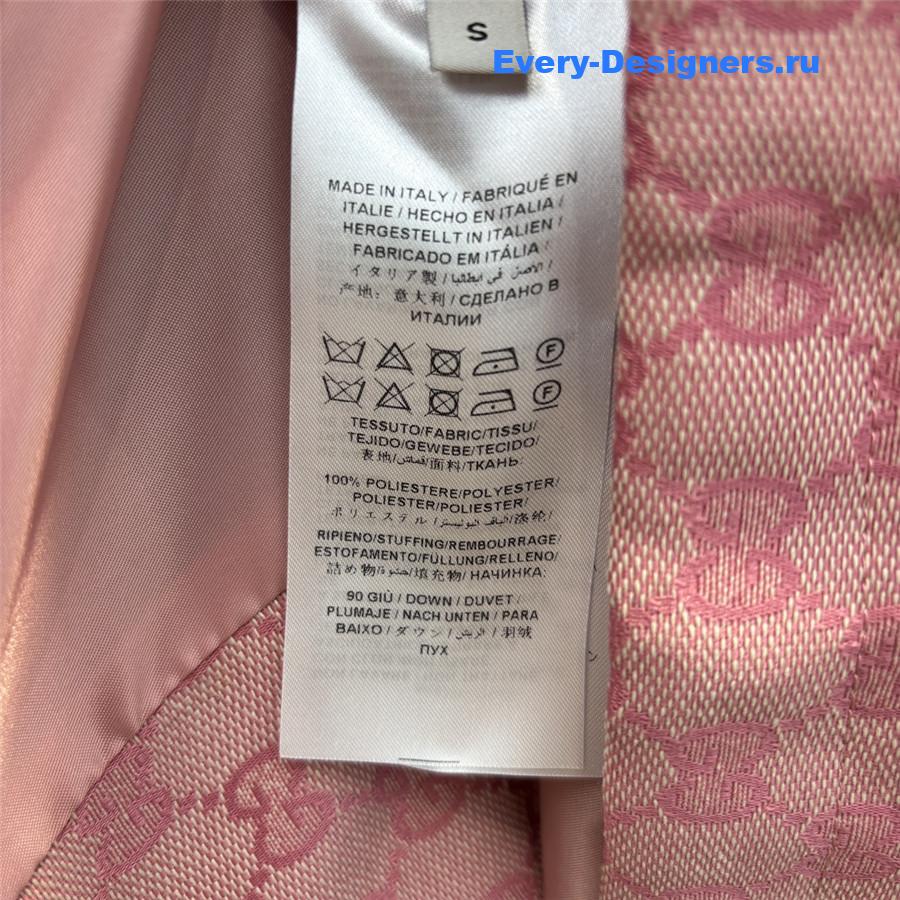 S
Every-Designers.ru
MADE IN ITALY / FABRIQUÉ EN
ITALIE / HECHO EN ITALIA /
HERGESTELLT IN ITALIEN /
FABRICADO EM ITÁLIA /
イタリア製 / الأصل في ايطاليا /
产地：意大利 / СДЕЛАНО В
ИТАЛИИ
F
F
TESSUTO/FABRIC/TISSU/
TEJIDO/GEWEBE/TECIDO/
表地/قماش/面料/ТКАНЬ:
100% POLIESTERE/POLYESTER/
POLIESTER/POLIESTER/
ポリエステル / الياف البوليستر/涤纶/
RIPIENO/STUFFING/REMBOURRAGE/
ESTOFAMENTO/FÜLLUNG/RELLENO/
詰め物/حشوة/填充物/ НАЧИНКА:
90 GIÙ / DOWN / DUVET /
PLUMAJE / NACH UNTEN / PARA
BAIXO / ダウン / الريش / 羽绒
ПУХ